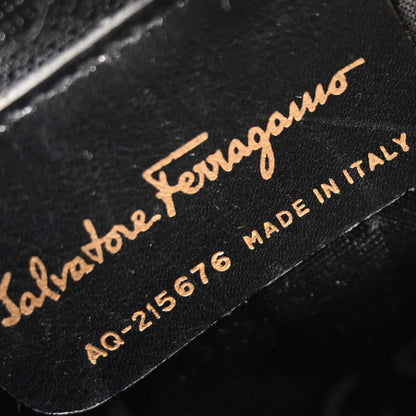 Salvatore Ferragamo
AQ-215676 MADE IN ITALY